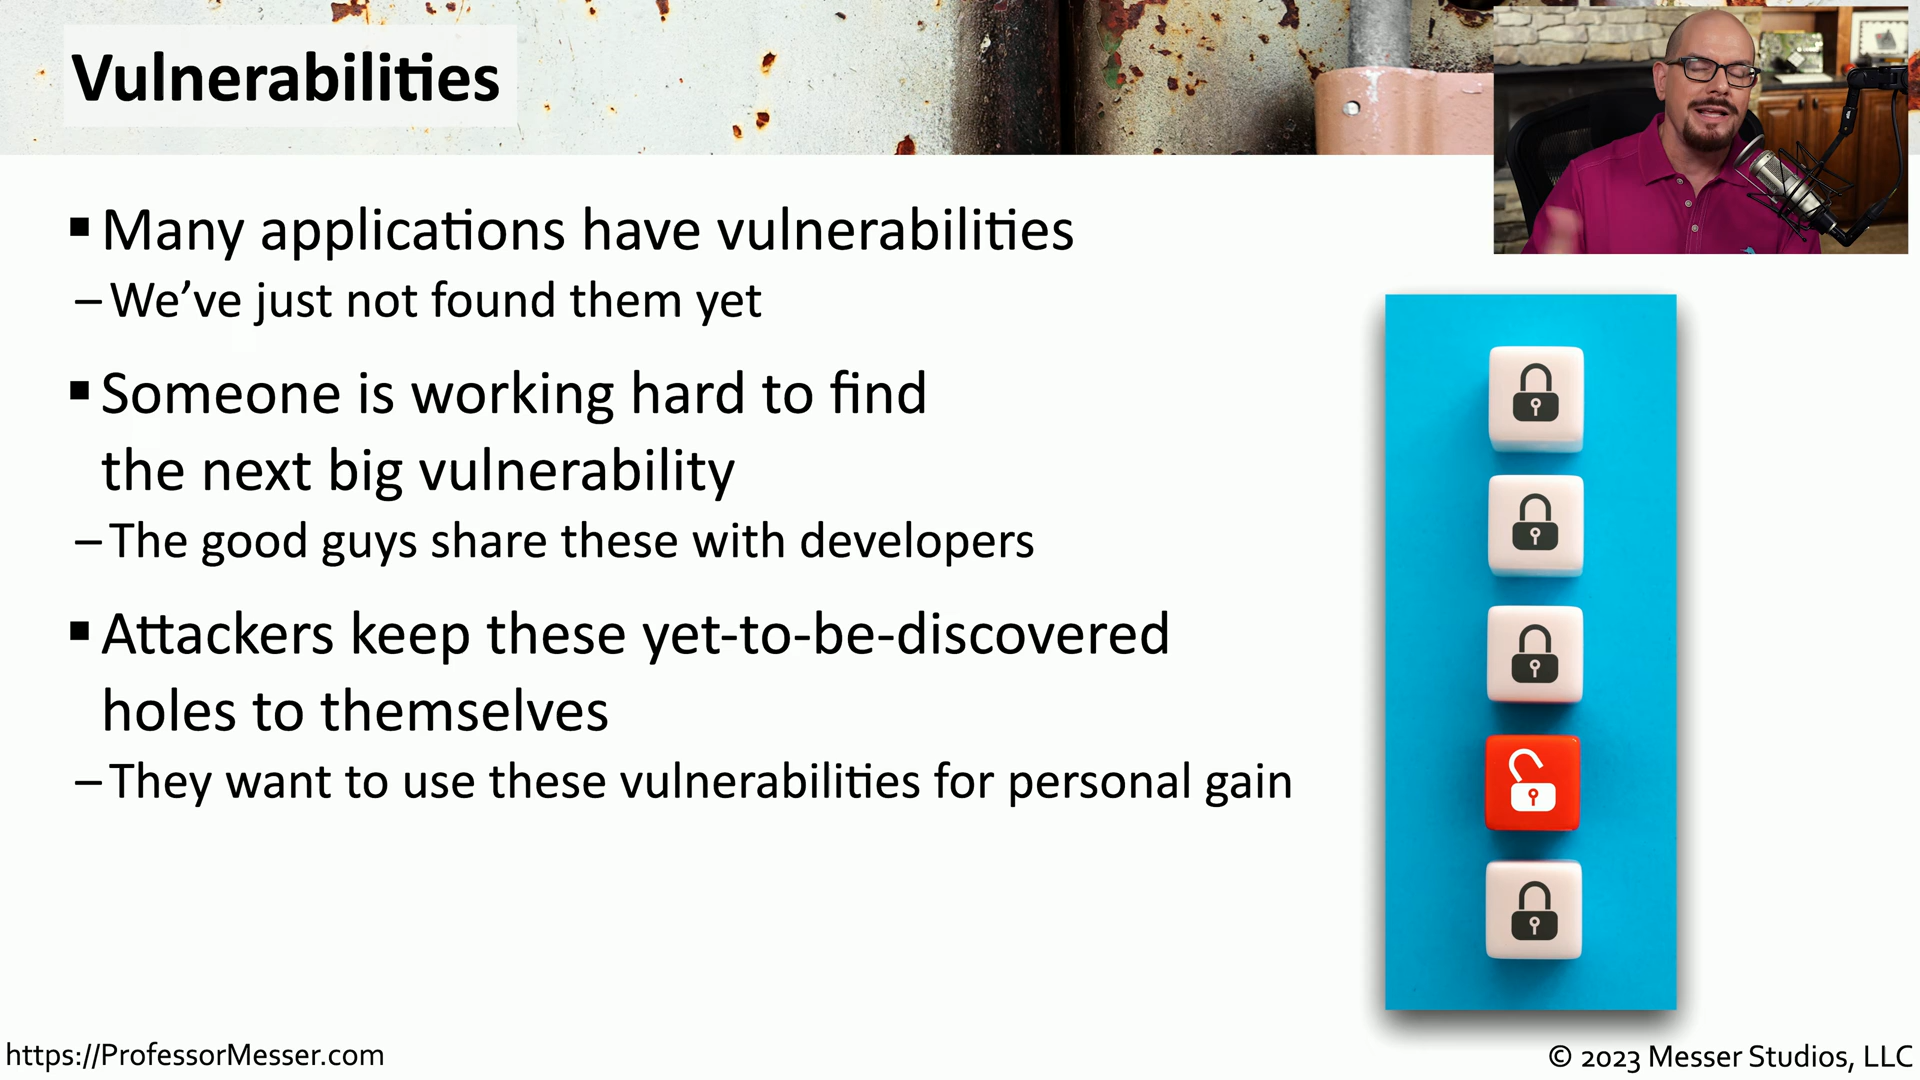 Vulnerabilities
▪ Many applications have vulnerabilities
– We’ve just not found them yet
▪ Someone is working hard to find
the next big vulnerability
– The good guys share these with developers
▪ Attackers keep these yet-to-be-discovered
holes to themselves
– They want to use these vulnerabilities for personal gain
https://ProfessorMesser.com
© 2023 Messer Studios, LLC